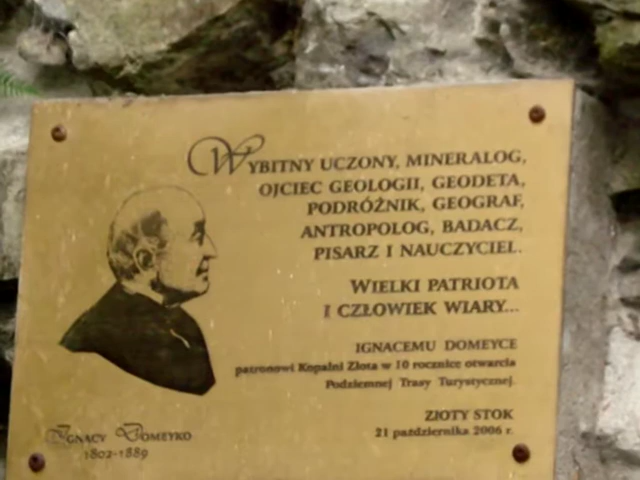 WYBITNY UCZONY, MINERALOG,
OJCIEC GEOLOGII, GEODETA,
PODRÓŻNIK, GEOGRAF,
ANTROPOLOG, BADACZ,
PISARZ I NAUCZYCIEL.
WIELKI PATRIOTA
I CZŁOWIEK WIARY...
IGNACEMU DOMEYCE
patronowi Kopalni Złota w 10 rocznicę otwarcia
Podziemnej Trasy Turystycznej.
ZŁOTY STOK
21 października 2006 r.
IGNACY DOMEYKO
1802-1889